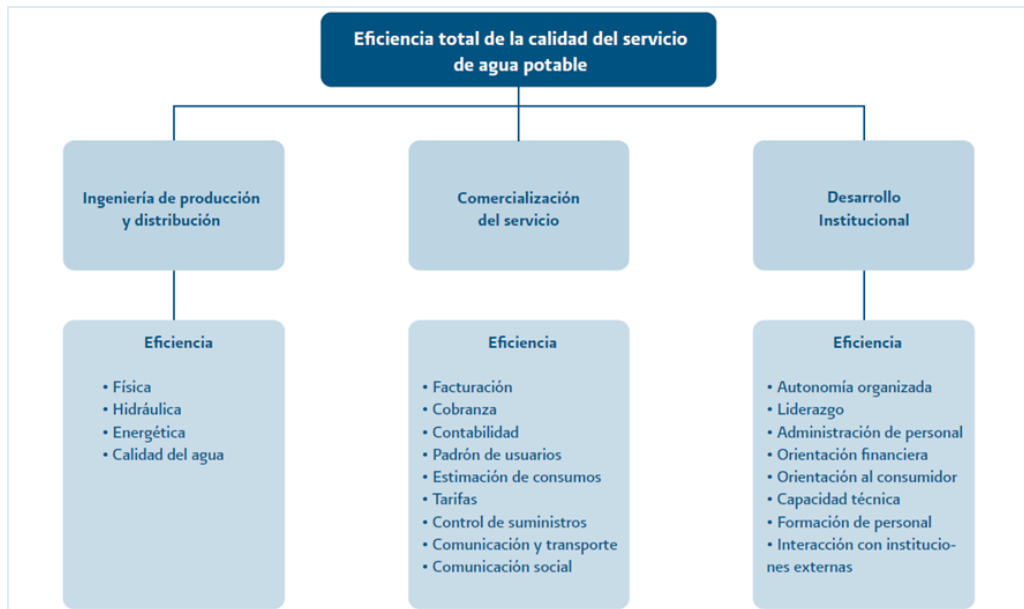 Eficiencia total de la calidad del servicio
de agua potable
Ingeniería de producción
y distribución
Comercialización
del servicio
Desarrollo
Institucional
Eficiencia
• Física
• Hidráulica
• Energética
• Calidad del agua
Eficiencia
• Facturación
• Cobranza
• Contabilidad
• Padrón de usuarios
• Estimación de consumos
• Tarifas
• Control de suministros
• Comunicación y transporte
• Comunicación social
Eficiencia
• Autonomía organizada
• Liderazgo
• Administración de personal
• Orientación financiera
• Orientación al consumidor
• Capacidad técnica
• Formación de personal
• Interacción con institucio-
nes externas